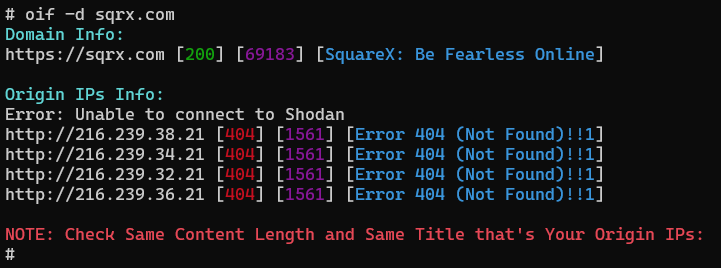 # oif -d sqrx.com
Domain Info:
https://sqrx.com [200] [69183] [SquareX: Be Fearless Online]
Origin IPs Info:
Error: Unable to connect to Shodan
http://216.239.38.21 [404] [1561] [Error 404 (Not Found)!!1]
http://216.239.34.21 [404] [1561] [Error 404 (Not Found)!!1]
http://216.239.32.21 [404] [1561] [Error 404 (Not Found)!!1]
http://216.239.36.21 [404] [1561] [Error 404 (Not Found)!!1]
NOTE: Check Same Content Length and Same Title that's Your Origin IPs:
#